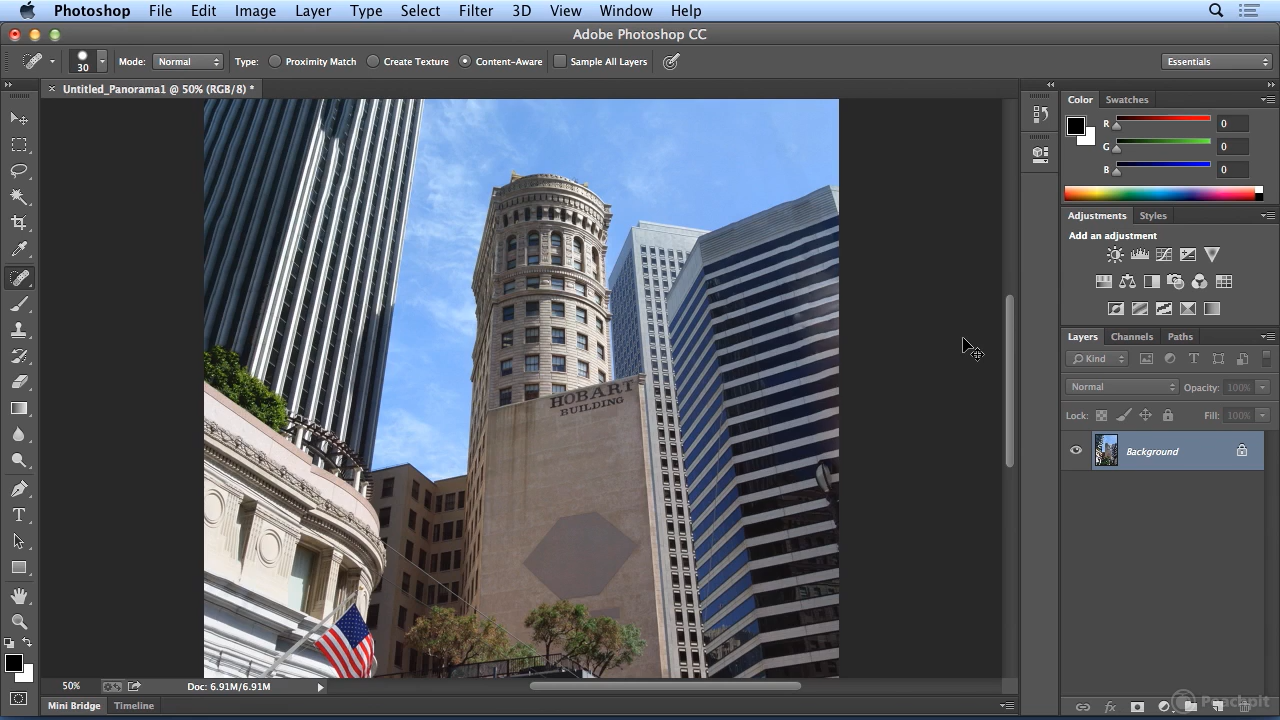 Photoshop File Edit Image Layer Type Select Filter 3D View Window Help
Adobe Photoshop CC
30 Mode: Normal Type: Proximity Match Create Texture Content-Aware Sample All Layers Essentials
Untitled_Panorama1 @ 50% (RGB/8) *
Color Swatches
R 0
G 0
B 0
Adjustments Styles
Add an adjustment
Layers Channels Paths
Kind
Normal Opacity: 100%
Lock: Fill: 100%
Background
HOBART
BUILDING
50% Doc: 6.91M/6.91M
Mini Bridge Timeline
Peachpit